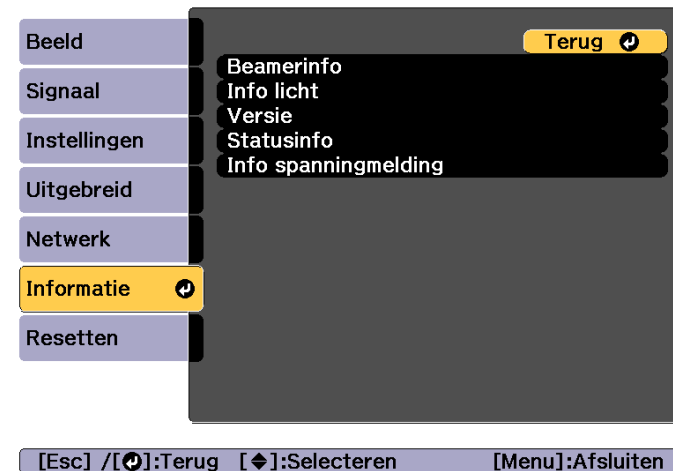 Beeld
Signaal
Instellingen
Uitgebreid
Netwerk
Informatie
Resetten
Terug
Beamerinfo
Info licht
Versie
Statusinfo
Info spanningmelding
[Esc] /[⏎]:Terug [◆]:Selecteren [Menu]:Afsluiten